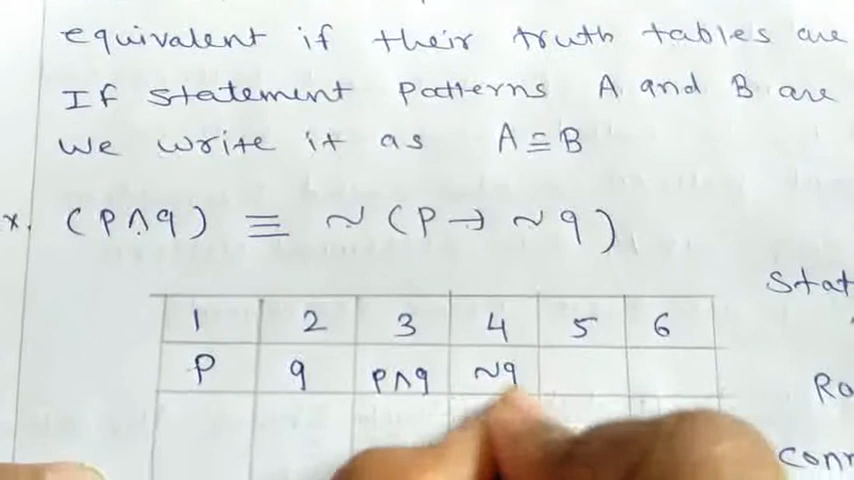 equivalent if their truth tables are
If statement patterns A and B are
we write it as A ≡ B
x. (p∧q) ≡ ~(p → ~q)
Stat
1 2 3 4 5 6
p q p∧q ~q
Ro
conn